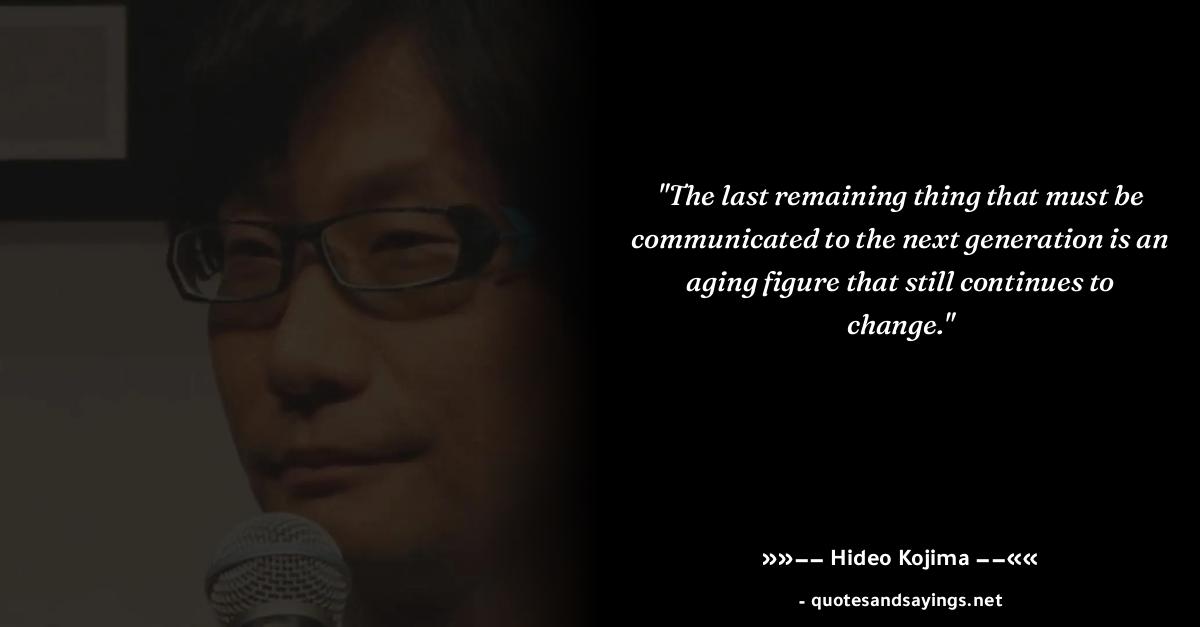 "The last remaining thing that must be
communicated to the next generation is an
aging figure that still continues to
change."
»»–– Hideo Kojima ––««
- quotesandsayings.net